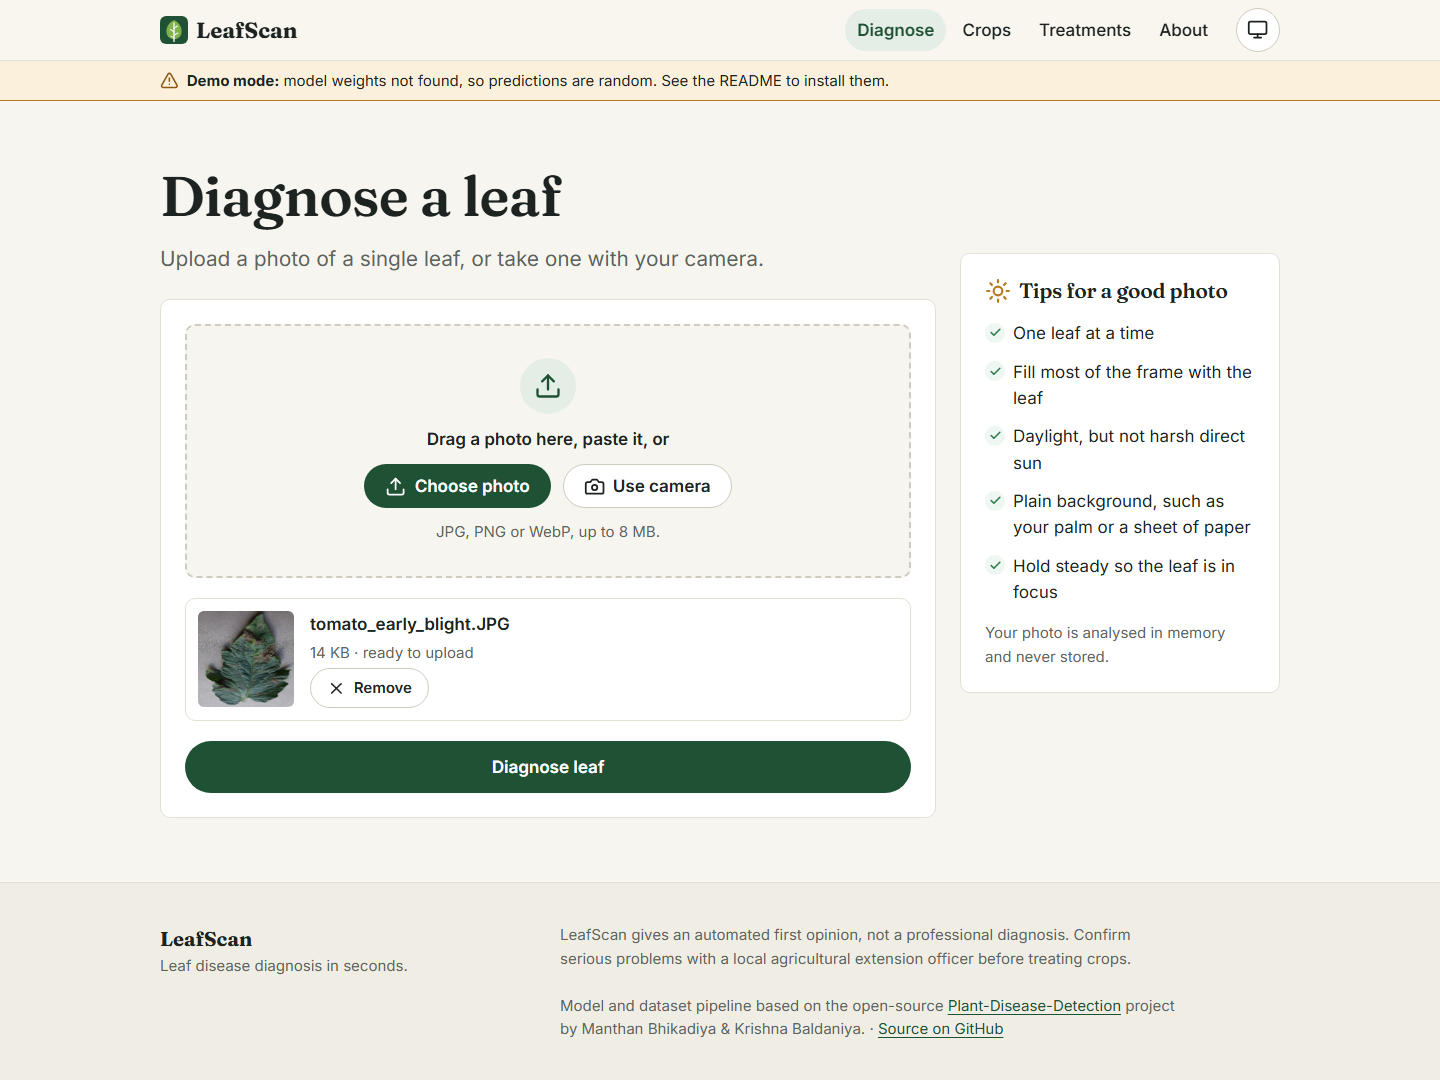 LeafScan
Diagnose
Crops
Treatments
About
Demo mode: model weights not found, so predictions are random. See the README to install them.
Diagnose a leaf
Upload a photo of a single leaf, or take one with your camera.
Drag a photo here, paste it, or
Choose photo
Use camera
JPG, PNG or WebP, up to 8 MB.
tomato_early_blight.JPG
14 KB · ready to upload
Remove
Diagnose leaf
Tips for a good photo
One leaf at a time
Fill most of the frame with the
leaf
Daylight, but not harsh direct
sun
Plain background, such as
your palm or a sheet of paper
Hold steady so the leaf is in
focus
Your photo is analysed in memory
and never stored.
LeafScan
Leaf disease diagnosis in seconds.
LeafScan gives an automated first opinion, not a professional diagnosis. Confirm
serious problems with a local agricultural extension officer before treating crops.
Model and dataset pipeline based on the open-source Plant-Disease-Detection project
by Manthan Bhikadiya & Krishna Baldaniya. · Source on GitHub